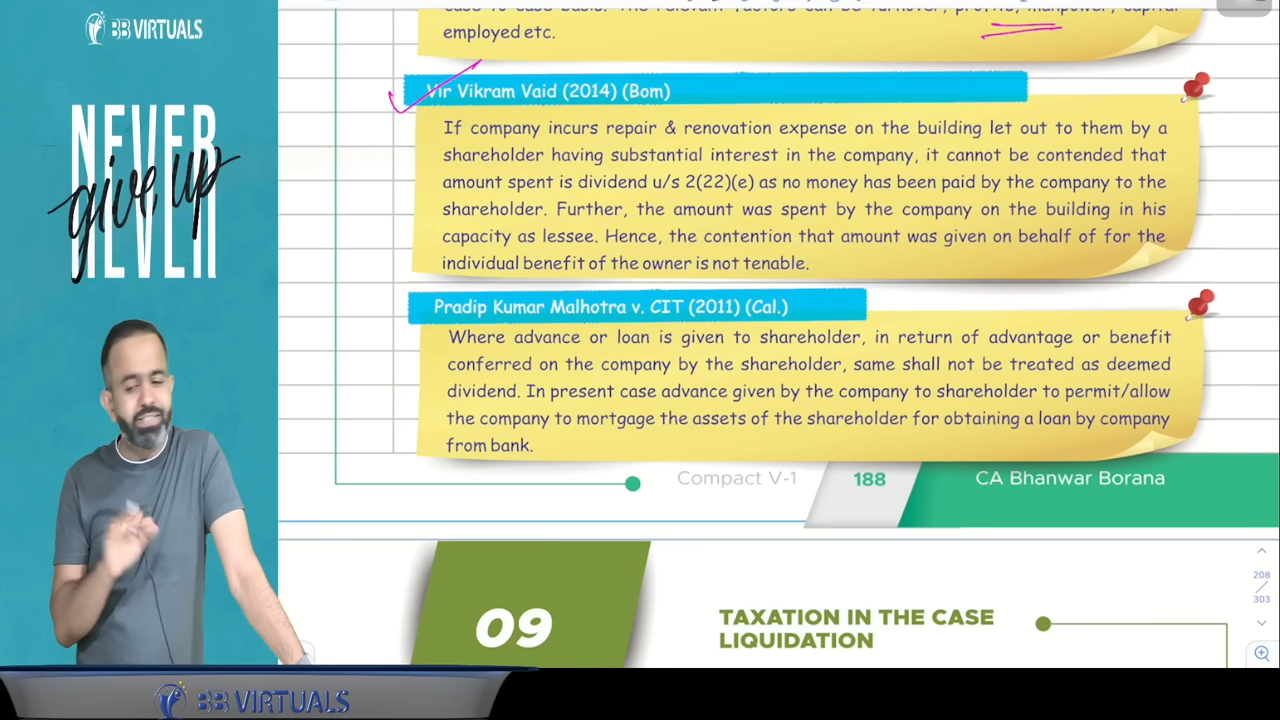 BB VIRTUALS
NEVER
give up
NEVER
employed etc.
Vir Vikram Vaid (2014) (Bom)
If company incurs repair & renovation expense on the building let out to them by a
shareholder having substantial interest in the company, it cannot be contended that
amount spent is dividend u/s 2(22)(e) as no money has been paid by the company to the
shareholder. Further, the amount was spent by the company on the building in his
capacity as lessee. Hence, the contention that amount was given on behalf of for the
individual benefit of the owner is not tenable.
Pradip Kumar Malhotra v. CIT (2011) (Cal.)
Where advance or loan is given to shareholder, in return of advantage or benefit
conferred on the company by the shareholder, same shall not be treated as deemed
dividend. In present case advance given by the company to shareholder to permit/allow
the company to mortgage the assets of the shareholder for obtaining a loan by company
from bank.
Compact V-1
188
CA Bhanwar Borana
09
TAXATION IN THE CASE
LIQUIDATION
208
303
BB VIRTUALS